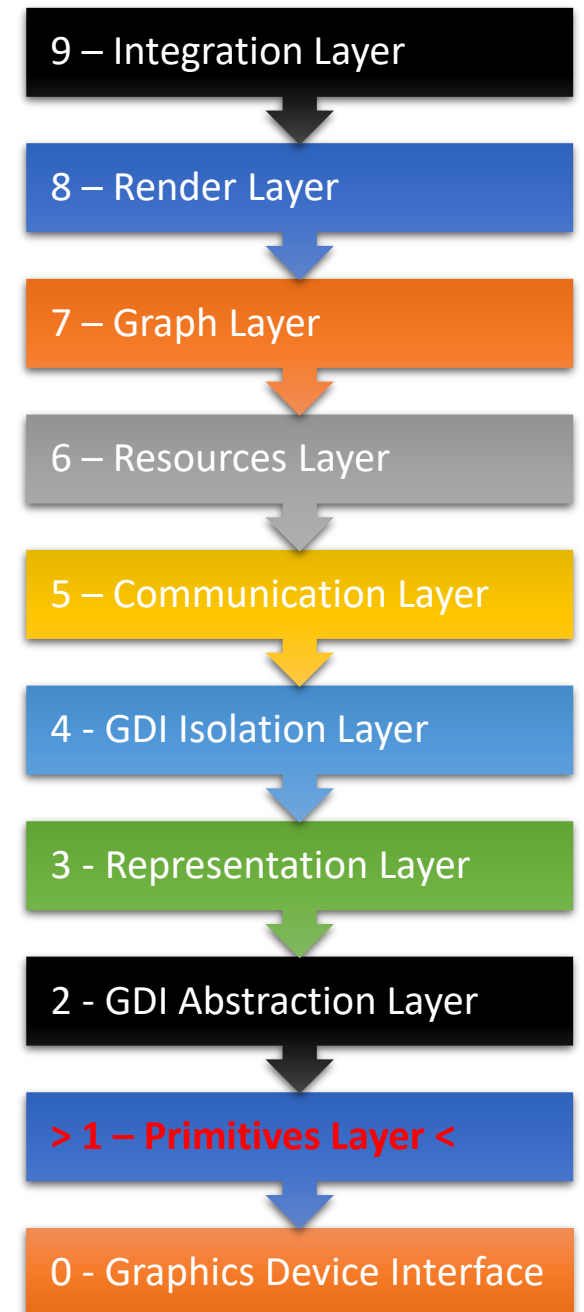 9 – Integration Layer
8 – Render Layer
7 – Graph Layer
6 – Resources Layer
5 – Communication Layer
4 - GDI Isolation Layer
3 - Representation Layer
2 - GDI Abstraction Layer
> 1 – Primitives Layer <
0 - Graphics Device Interface